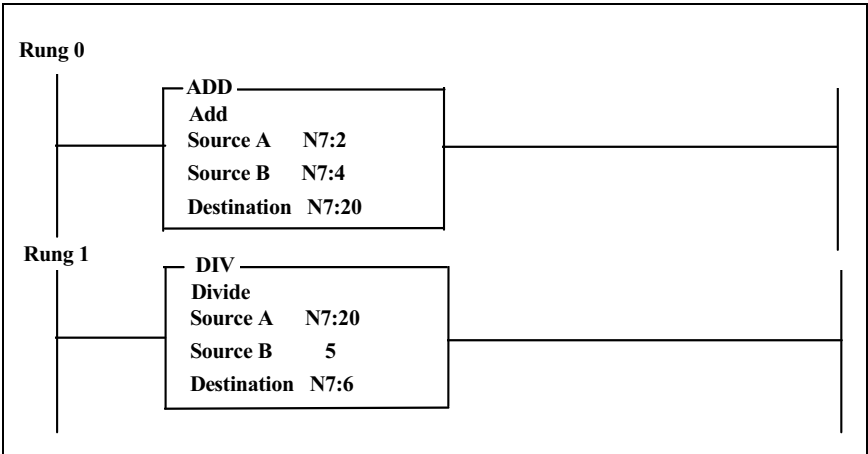 Rung 0
ADD
Add
Source A N7:2
Source B N7:4
Destination N7:20
Rung 1
DIV
Divide
Source A N7:20
Source B 5
Destination N7:6